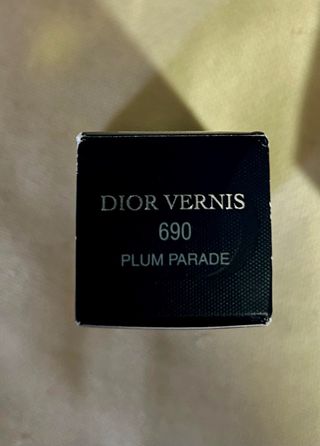 DIOR VERNIS
690
PLUM PARADE